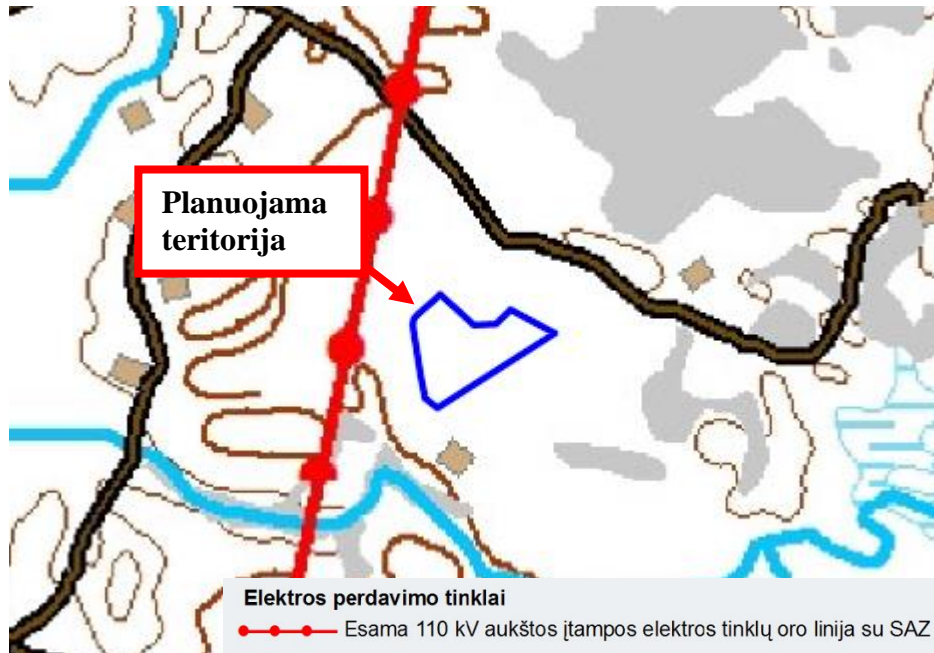 Planuojama
teritorija
Elektros perdavimo tinklai
Esama 110 kV aukštos įtampos elektros tinklų oro linija su SAZ